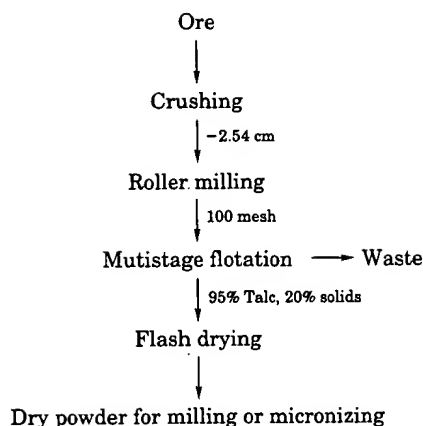 Ore
Crushing
−2.54 cm
Roller milling
100 mesh
Mutistage flotation
Waste
95% Talc, 20% solids
Flash drying
Dry powder for milling or micronizing